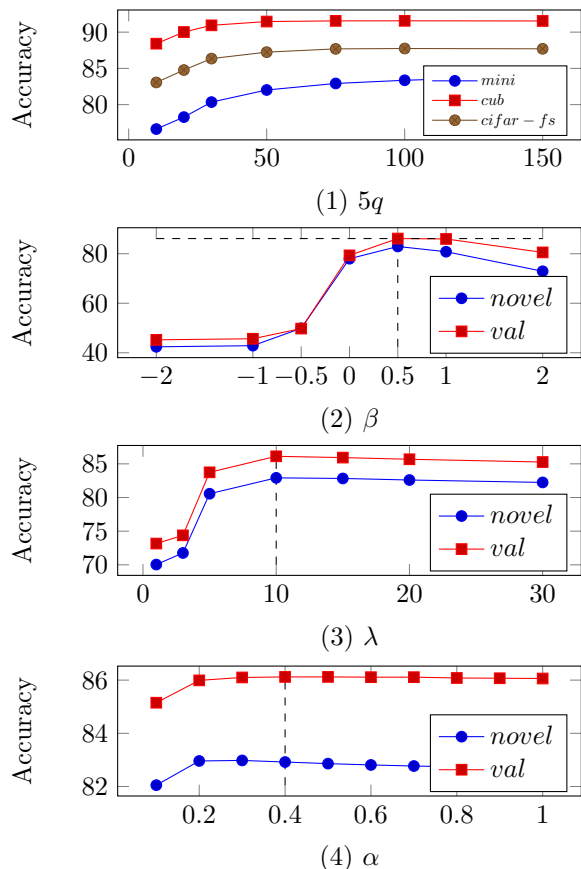 Accuracy
90
85
80
mini
cub
cifar − fs
0 50 100 150
(1) 5q
Accuracy
80
60
40
novel
val
−2 −1 −0.5 0 0.5 1 2
(2) β
Accuracy
85
80
75
70
novel
val
0 10 20 30
(3) λ
Accuracy
86
84
82
novel
val
0.2 0.4 0.6 0.8 1
(4) α